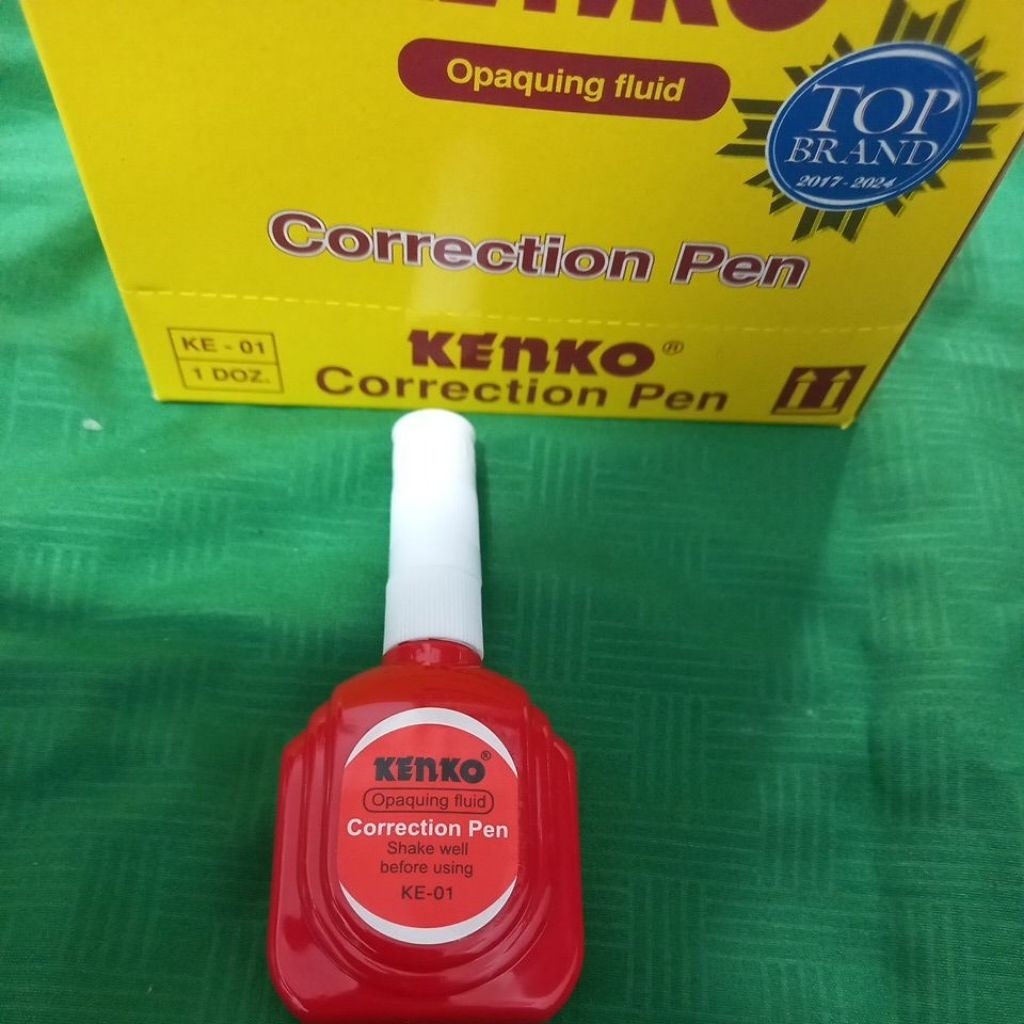 KENKO
Opaquing fluid
TOP
BRAND
2017 - 2024
Correction Pen
KE - 01
1 DOZ.
KENKO®
Correction Pen
KENKO®
Opaquing fluid
Correction Pen
Shake well
before using
KE-01